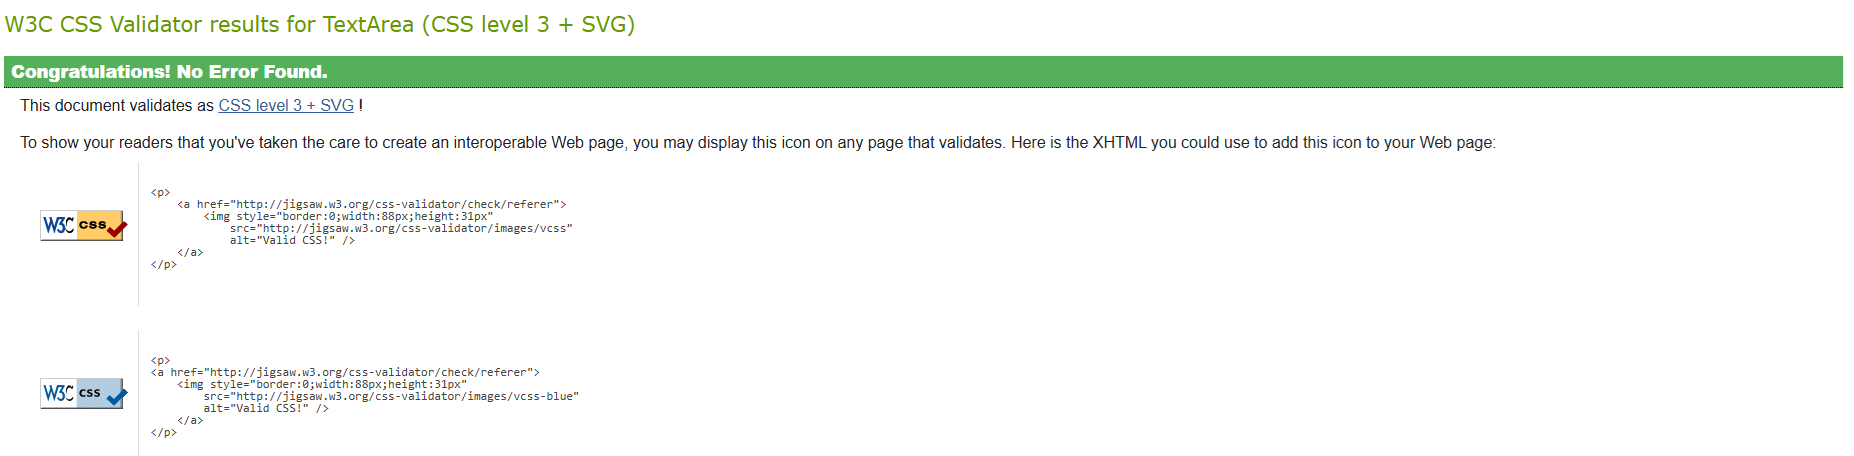 W3C CSS Validator results for TextArea (CSS level 3 + SVG)
Congratulations! No Error Found.
This document validates as CSS level 3 + SVG !
To show your readers that you've taken the care to create an interoperable Web page, you may display this icon on any page that validates. Here is the XHTML you could use to add this icon to your Web page:
W3C css
<p>
    <a href="http://jigsaw.w3.org/css-validator/check/referer">
        <img style="border:0;width:88px;height:31px"
            src="http://jigsaw.w3.org/css-validator/images/vcss"
            alt="Valid CSS!" />
    </a>
</p>
W3C css
<p>
<a href="http://jigsaw.w3.org/css-validator/check/referer">
    <img style="border:0;width:88px;height:31px"
        src="http://jigsaw.w3.org/css-validator/images/vcss-blue"
        alt="Valid CSS!" />
    </a>
</p>